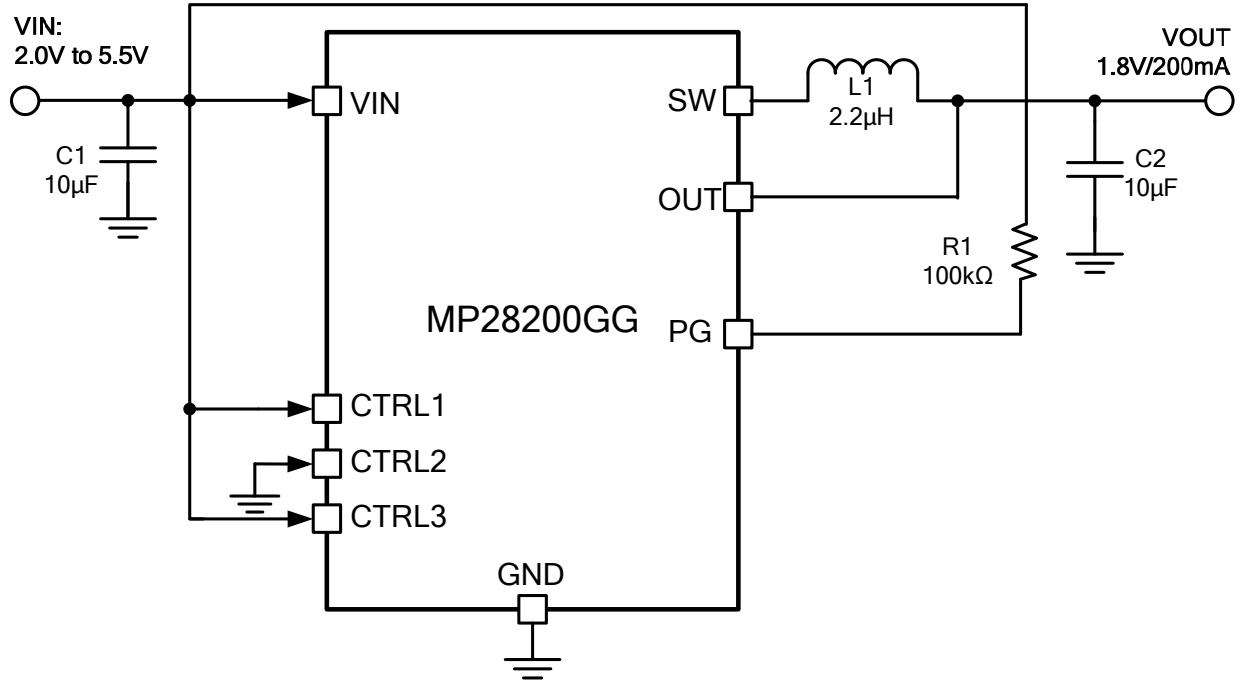 VIN:
2.0V to 5.5V
VOUT
1.8V/200mA
VIN
SW
L1
2.2µH
C1
10µF
C2
10µF
OUT
R1
100kΩ
MP28200GG
PG
CTRL1
CTRL2
CTRL3
GND